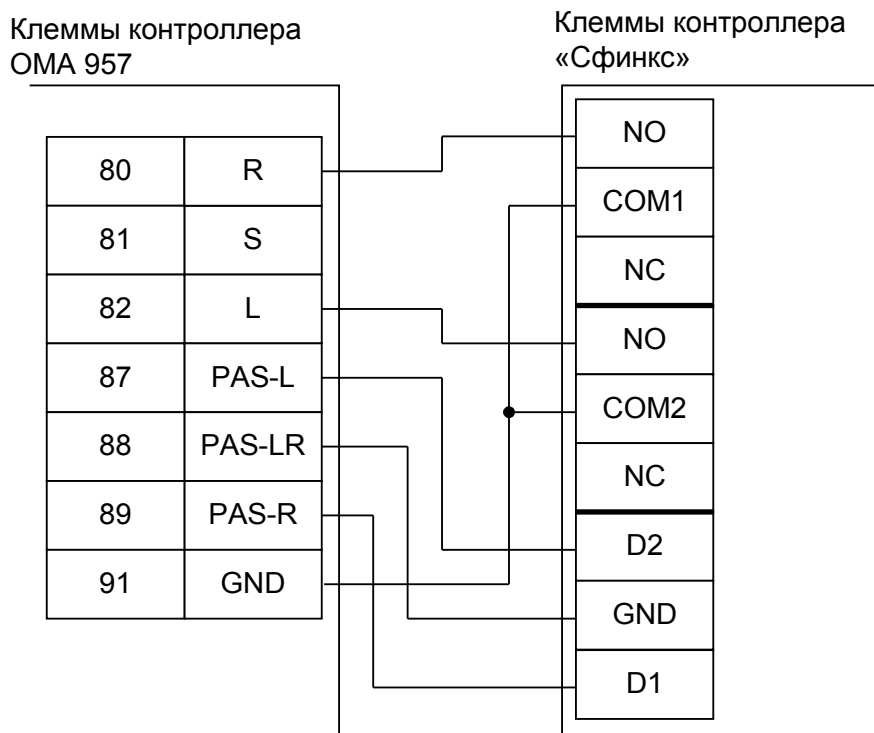 Клеммы контроллера
ОМА 957
Клеммы контроллера
«Сфинкс»
80 R
81 S
82 L
87 PAS-L
88 PAS-LR
89 PAS-R
91 GND
NO
COM1
NC
NO
COM2
NC
D2
GND
D1